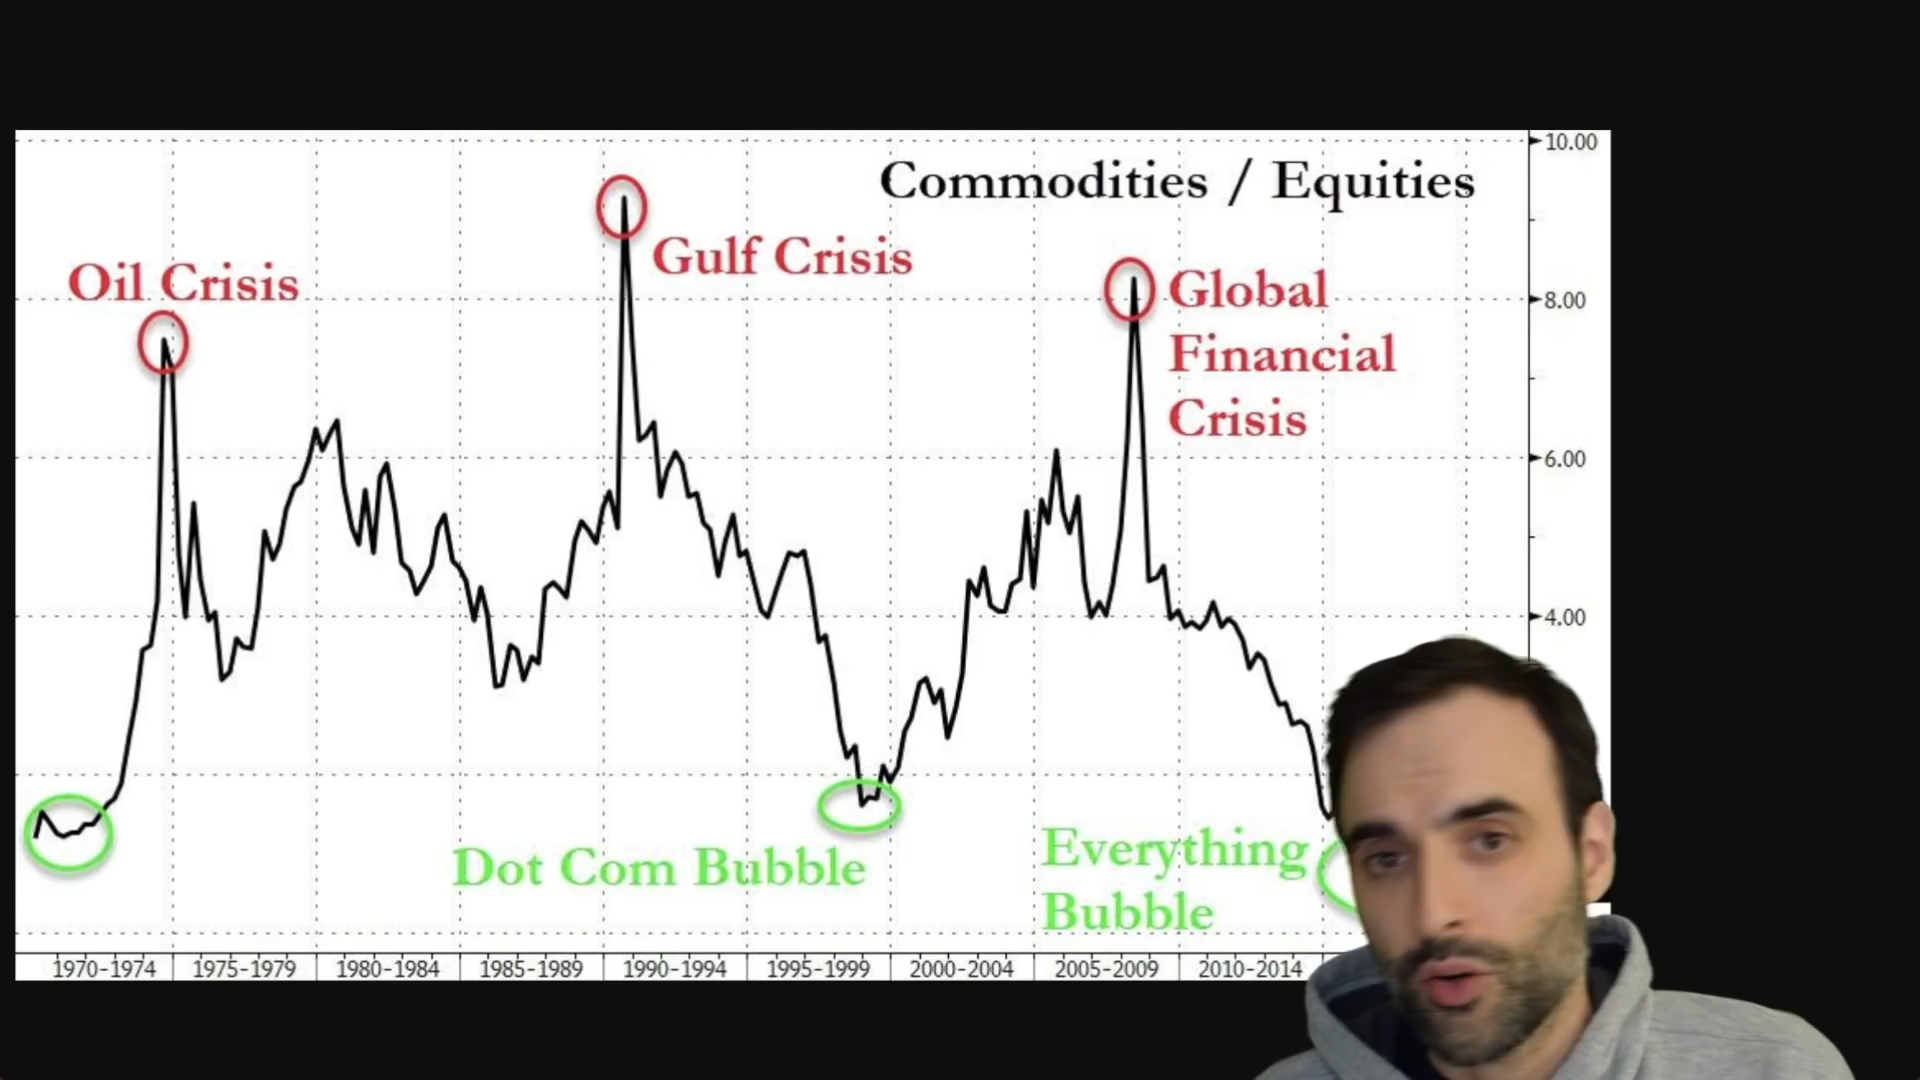 Commodities / Equities
10.00
Oil Crisis
Gulf Crisis
Global
Financial
Crisis
8.00
6.00
4.00
Dot Com Bubble
Everything
Bubble
1970-1974 1975-1979 1980-1984 1985-1989 1990-1994 1995-1999 2000-2004 2005-2009 2010-2014